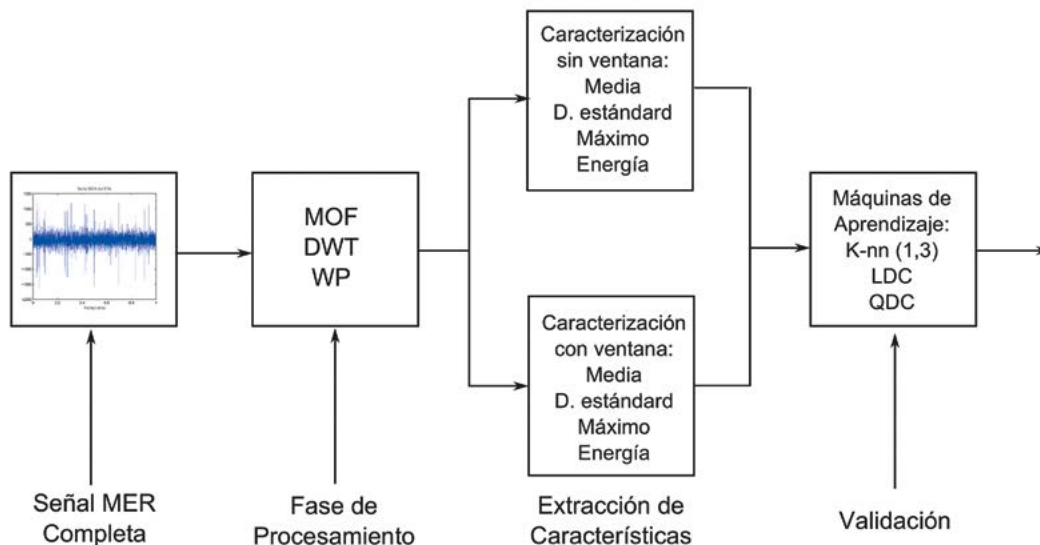 Caracterización
sin ventana:
Media
D. estándard
Máximo
Energía
MOF
DWT
WP
Máquinas de
Aprendizaje:
K-nn (1,3)
LDC
QDC
Caracterización
con ventana:
Media
D. estándard
Máximo
Energía
Señal MER
Completa
Fase de
Procesamiento
Extracción de
Características
Validación